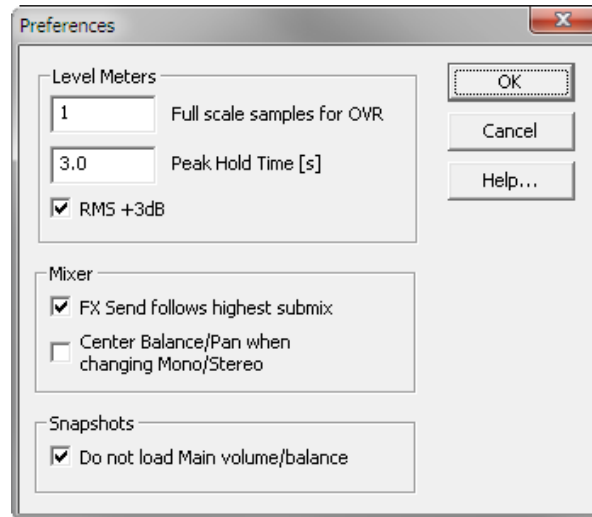 Preferences
Level Meters
1 Full scale samples for OVR
3.0 Peak Hold Time [s]
RMS +3dB
Mixer
FX Send follows highest submix
Center Balance/Pan when
changing Mono/Stereo
Snapshots
Do not load Main volume/balance
OK
Cancel
Help...